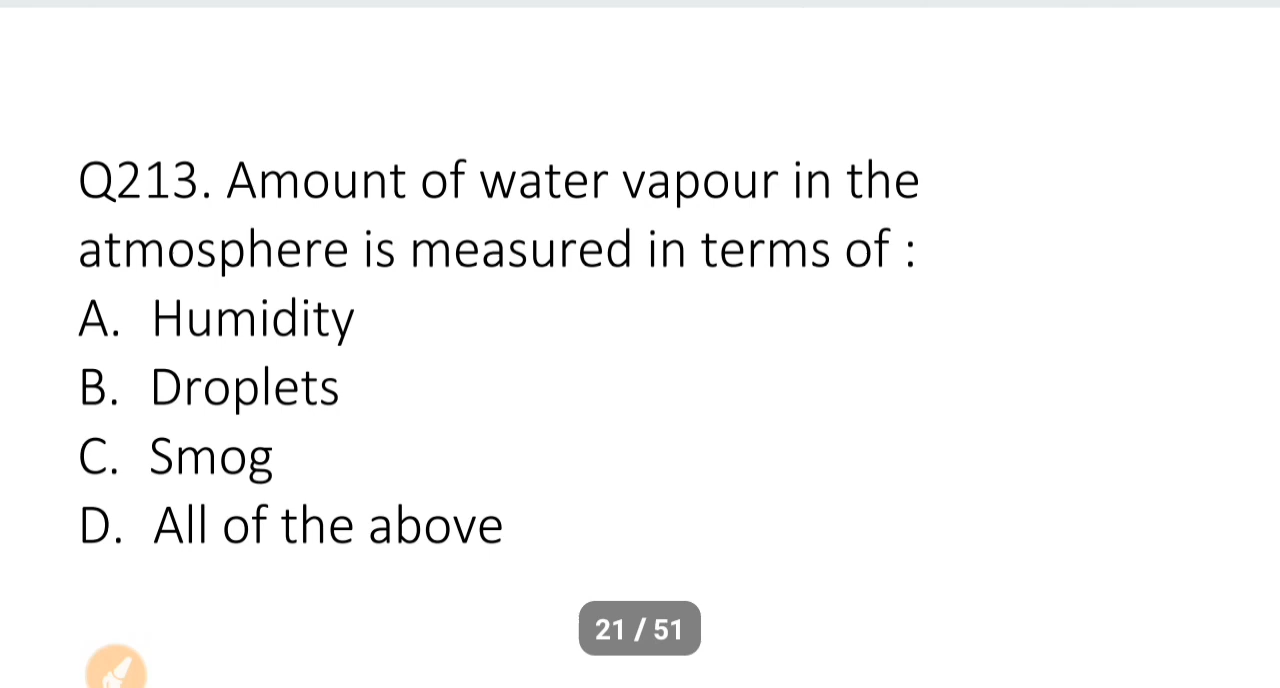 Q213. Amount of water vapour in the
atmosphere is measured in terms of :
A. Humidity
B. Droplets
C. Smog
D. All of the above
21 / 51